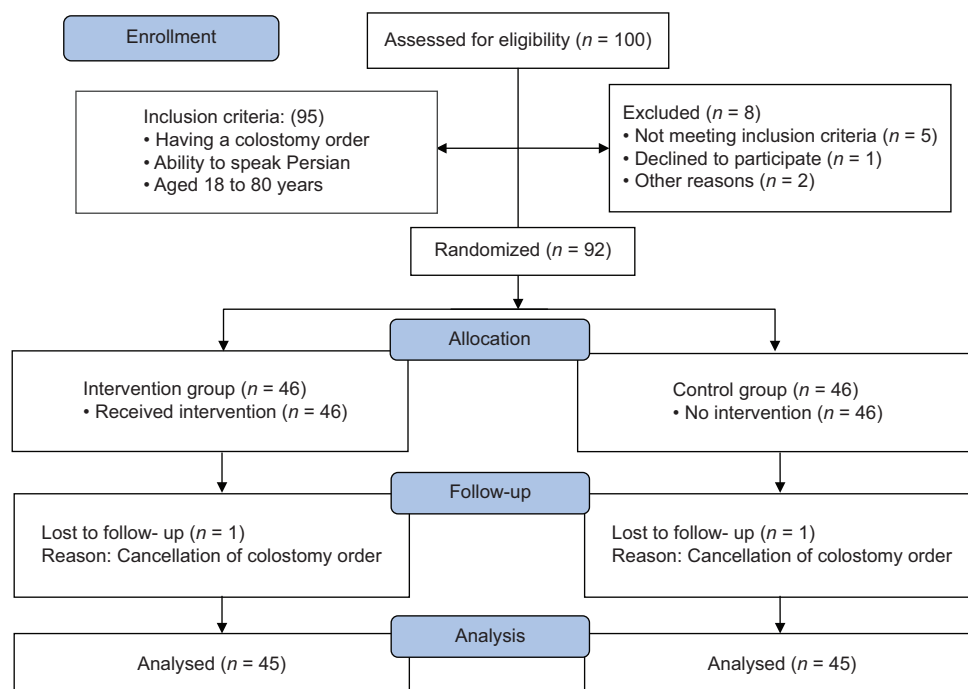 Enrollment
Assessed for eligibility (n = 100)
Inclusion criteria: (95)
• Having a colostomy order
• Ability to speak Persian
• Aged 18 to 80 years
Excluded (n = 8)
• Not meeting inclusion criteria (n = 5)
• Declined to participate (n = 1)
• Other reasons (n = 2)
Randomized (n = 92)
Allocation
Intervention group (n = 46)
• Received intervention (n = 46)
Control group (n = 46)
• No intervention (n = 46)
Follow-up
Lost to follow- up (n = 1)
Reason: Cancellation of colostomy order
Lost to follow- up (n = 1)
Reason: Cancellation of colostomy order
Analysis
Analysed (n = 45)
Analysed (n = 45)